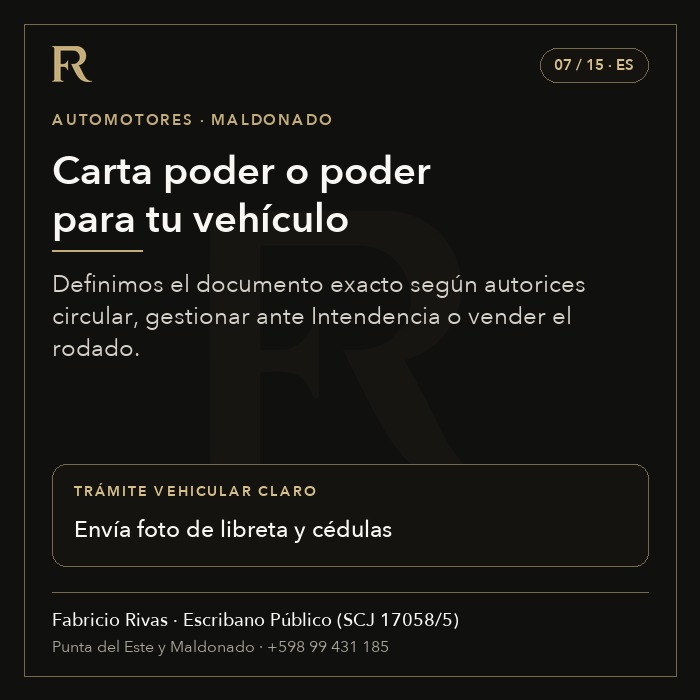 FR
07 / 15 · ES
AUTOMOTORES · MALDONADO
Carta poder o poder
para tu vehículo
Definimos el documento exacto según autorices
circular, gestionar ante Intendencia o vender el
rodado.
TRÁMITE VEHICULAR CLARO
Envía foto de libreta y cédulas
Fabricio Rivas · Escribano Público (SCJ 17058/5)
Punta del Este y Maldonado · +598 99 431 185